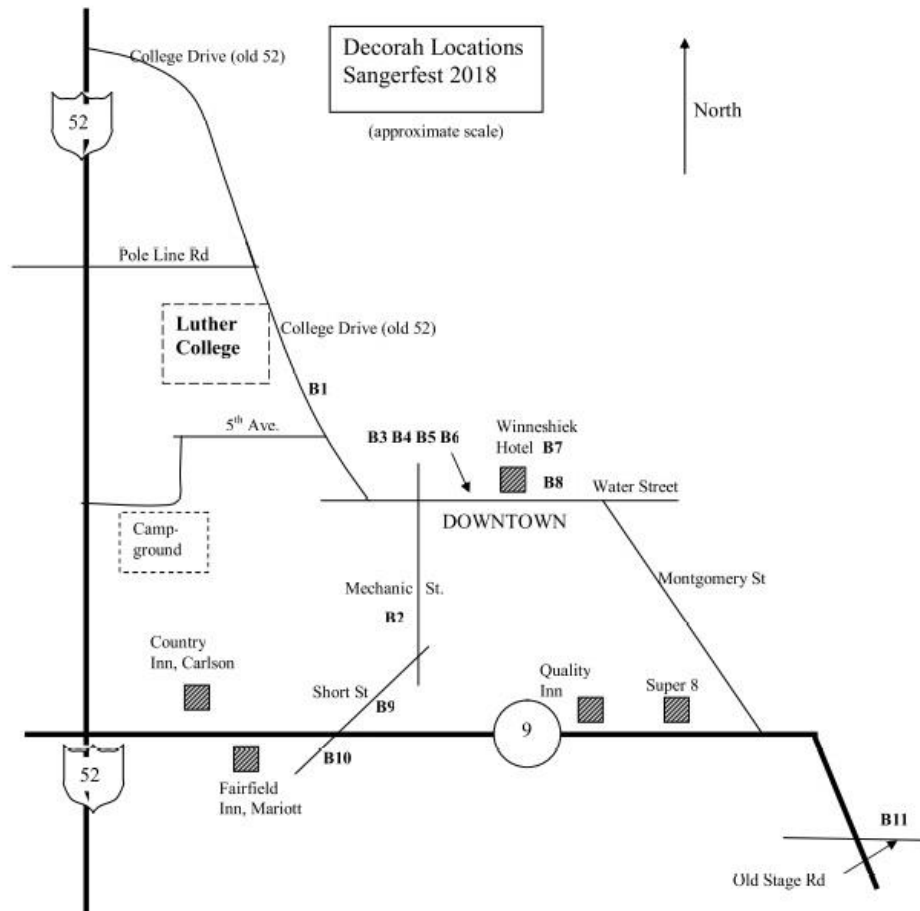 College Drive (old 52)
Decorah Locations
Sangerfest 2018
(approximate scale)
North
52
Pole Line Rd
Luther
College
College Drive (old 52)
B1
5th Ave.
B3 B4 B5 B6
Winneshiek
Hotel B7
B8
Water Street
DOWNTOWN
Camp-
ground
Mechanic St.
B2
Montgomery St
Country
Inn, Carlson
Short St
B9
Quality
Inn
Super 8
9
B10
52
Fairfield
Inn, Mariott
B11
Old Stage Rd